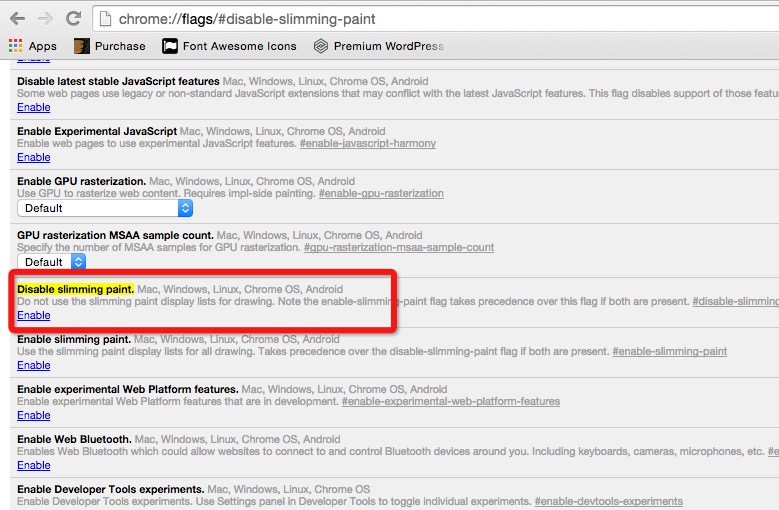 chrome://flags/#disable-slimming-paint
Apps Purchase Font Awesome Icons Premium WordPress
Enable
Disable latest stable JavaScript features Mac, Windows, Linux, Chrome OS, Android
Some web pages use legacy or non-standard JavaScript extensions that may conflict with the latest JavaScript features. This flag disables support of those
Enable
Enable Experimental JavaScript Mac, Windows, Linux, Chrome OS, Android
Enable web pages to use experimental JavaScript features. #enable-javascript-harmony
Enable
Enable GPU rasterization. Mac, Windows, Linux, Chrome OS, Android
Use GPU to rasterize web content. Requires impl-side painting. #enable-gpu-rasterization
Default
GPU rasterization MSAA sample count. Mac, Windows, Linux, Chrome OS, Android
Specify the number of MSAA samples for GPU rasterization. #gpu-rasterization-msaa-sample-count
Default
Disable slimming paint. Mac, Windows, Linux, Chrome OS, Android
Do not use the slimming paint display lists for drawing. Note the enable-slimming-paint flag takes precedence over this flag if both are present. #disable-slimming
Enable
Enable slimming paint. Mac, Windows, Linux, Chrome OS, Android
Use the slimming paint display lists for all drawing. Takes precedence over the disable-slimming-paint flag if both are present. #enable-slimming-paint
Enable
Enable experimental Web Platform features. Mac, Windows, Linux, Chrome OS, Android
Enable experimental Web Platform features that are in development. #enable-experimental-web-platform-features
Enable
Enable Web Bluetooth. Mac, Windows, Linux, Chrome OS, Android
Enables Web Bluetooth which could allow websites to connect to and control Bluetooth devices around you. Including keyboards, cameras, microphones, etc.
Enable
Enable Developer Tools experiments. Mac, Windows, Linux, Chrome OS
Enable Developer Tools experiments. Use Settings panel in Developer Tools to toggle individual experiments. #enable-devtools-experiments